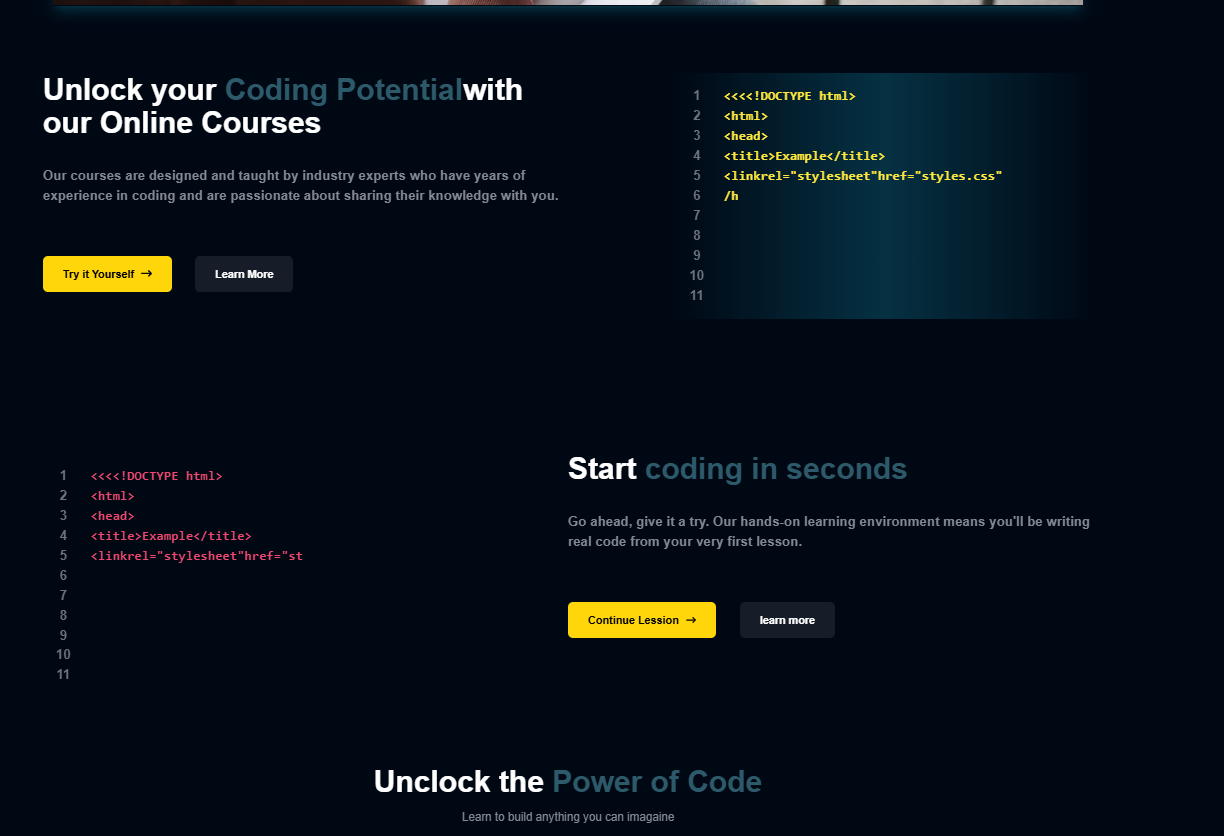 Unlock your Coding Potentialwith
our Online Courses
Our courses are designed and taught by industry experts who have years of
experience in coding and are passionate about sharing their knowledge with you.
Try it Yourself →
Learn More
1 <<<<!DOCTYPE html>
2 <html>
3 <head>
4 <title>Example</title>
5 <linkrel="stylesheet"href="styles.css"
6 /h
7
8
9
10
11
1 <<<<!DOCTYPE html>
2 <html>
3 <head>
4 <title>Example</title>
5 <linkrel="stylesheet"href="st
6
7
8
9
10
11
Start coding in seconds
Go ahead, give it a try. Our hands-on learning environment means you'll be writing
real code from your very first lesson.
Continue Lession →
learn more
Unclock the Power of Code
Learn to build anything you can imagaine